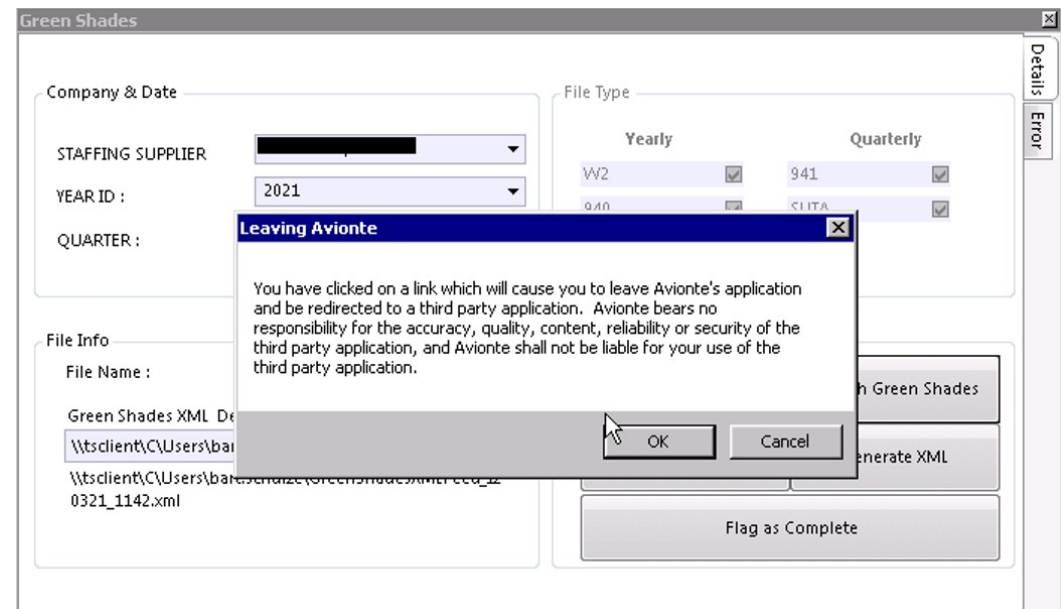 Green Shades
Details
Error
Company & Date
STAFFING SUPPLIER
YEAR ID :
2021
QUARTER :
File Type
Yearly
Quarterly
W2
941
940
SUTA
Leaving Avionte
You have clicked on a link which will cause you to leave Avionte's application
and be redirected to a third party application. Avionte bears no
responsibility for the accuracy, quality, content, reliability or security of the
third party application, and Avionte shall not be liable for your use of the
third party application.
OK
Cancel
File Info
File Name :
Green Shades XML
\\tsclient\C\Users\
\\tsclient\C\Users\
0321_1142.xml
Green Shades
XML
Flag as Complete